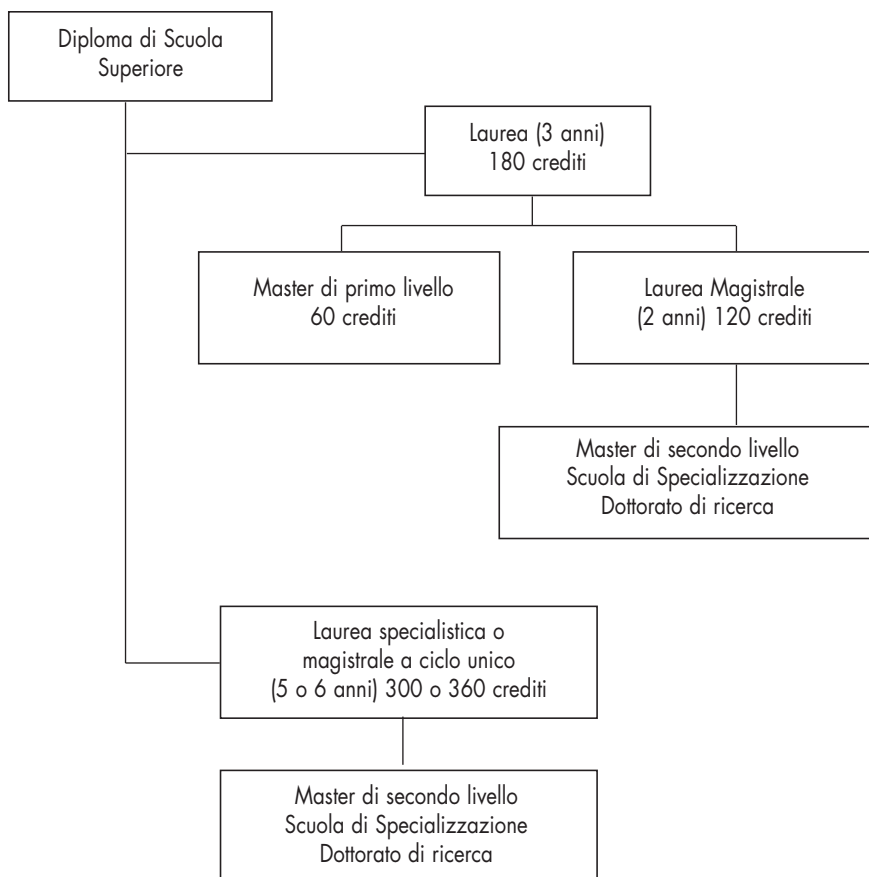 Diploma di Scuola
Superiore
Laurea (3 anni)
180 crediti
Master di primo livello
60 crediti
Laurea Magistrale
(2 anni) 120 crediti
Master di secondo livello
Scuola di Specializzazione
Dottorato di ricerca
Laurea specialistica o
magistrale a ciclo unico
(5 o 6 anni) 300 o 360 crediti
Master di secondo livello
Scuola di Specializzazione
Dottorato di ricerca